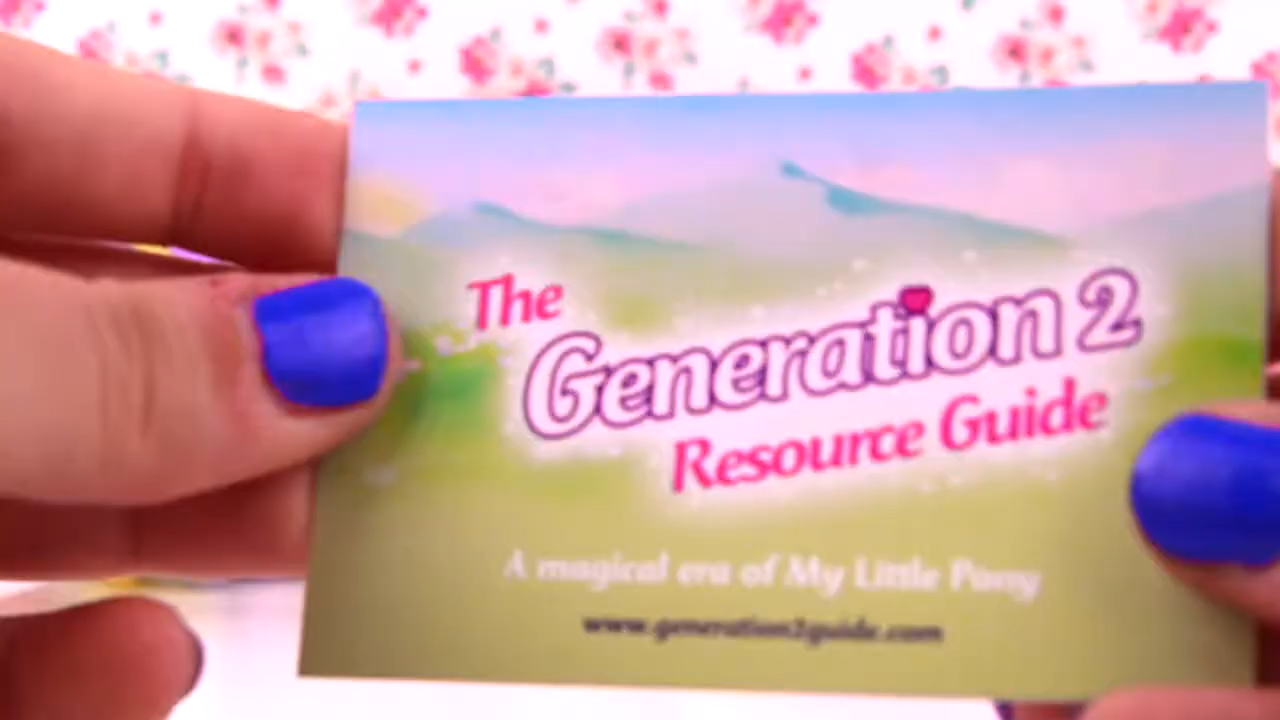 The
Generation 2
Resource Guide
A magical era of My Little Pony
www.generation2guide.com